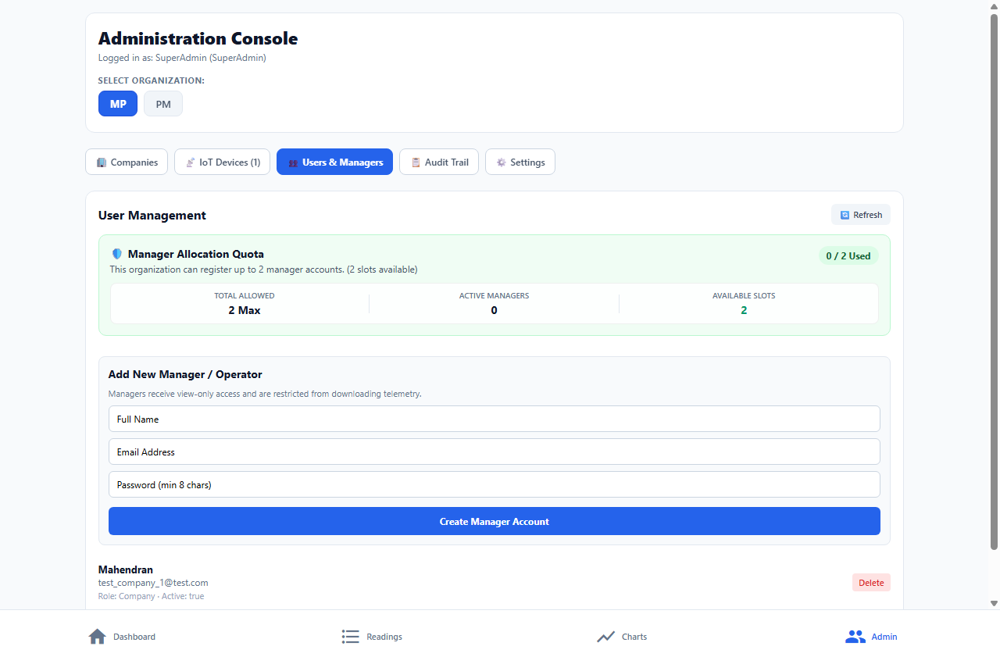 Administration Console
Logged in as: SuperAdmin (SuperAdmin)
SELECT ORGANIZATION:
MP PM
Companies IoT Devices (1) Users & Managers Audit Trail Settings
User Management Refresh
Manager Allocation Quota 0 / 2 Used
This organization can register up to 2 manager accounts. (2 slots available)
TOTAL ALLOWED ACTIVE MANAGERS AVAILABLE SLOTS
2 Max 0 2
Add New Manager / Operator
Managers receive view-only access and are restricted from downloading telemetry.
Full Name
Email Address
Password (min 8 chars)
Create Manager Account
Mahendran
test_company_1@test.com Delete
Role: Company · Active: true
Dashboard Readings Charts Admin